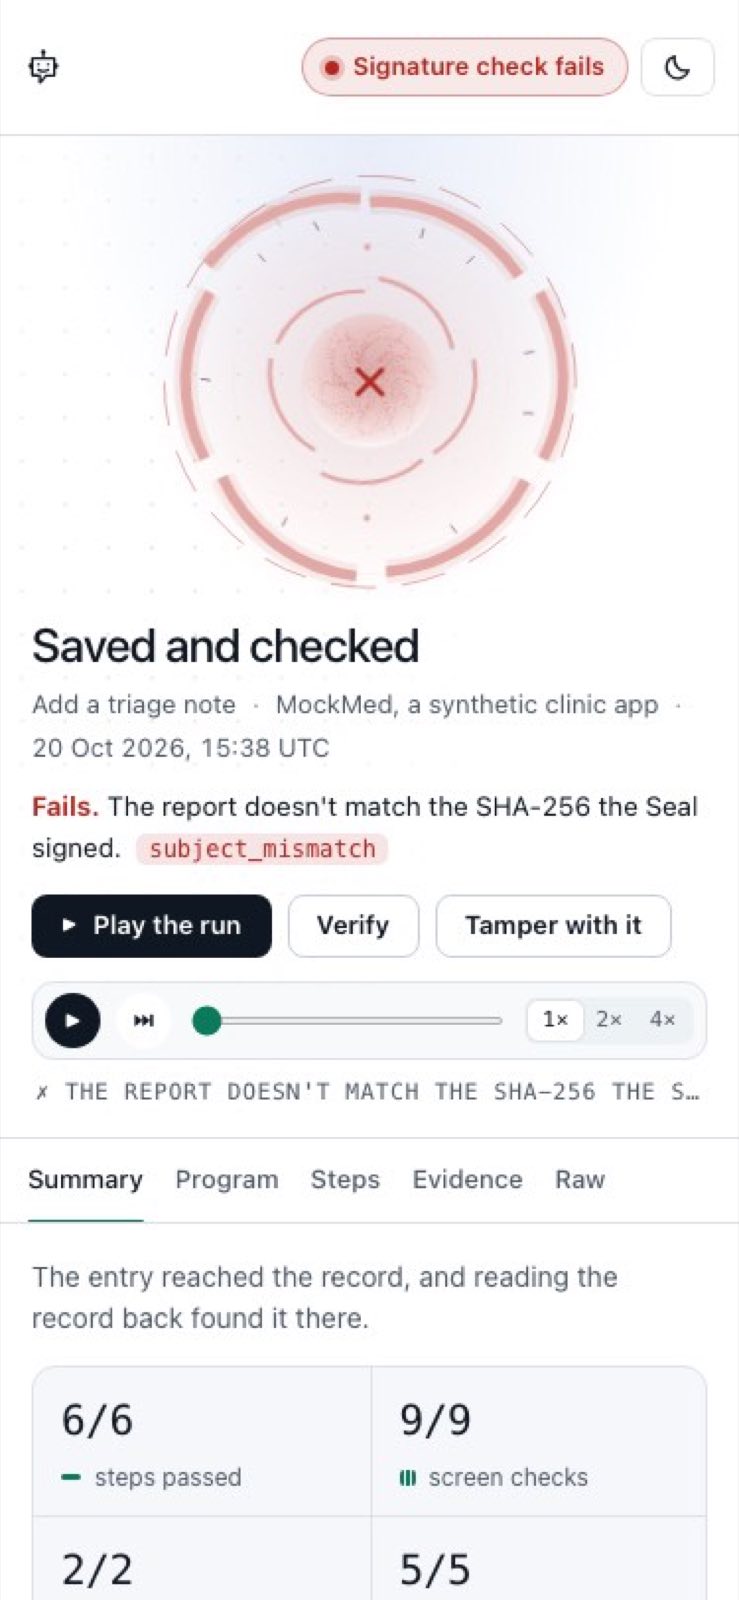 Signature check fails
Saved and checked
Add a triage note · MockMed, a synthetic clinic app ·
20 Oct 2026, 15:38 UTC
Fails. The report doesn't match the SHA-256 the Seal
signed. subject_mismatch
Play the run
Verify
Tamper with it
1× 2× 4×
✗ THE REPORT DOESN'T MATCH THE SHA-256 THE S…
Summary Program Steps Evidence Raw
The entry reached the record, and reading the
record back found it there.
6/6 9/9
steps passed screen checks
2/2 5/5